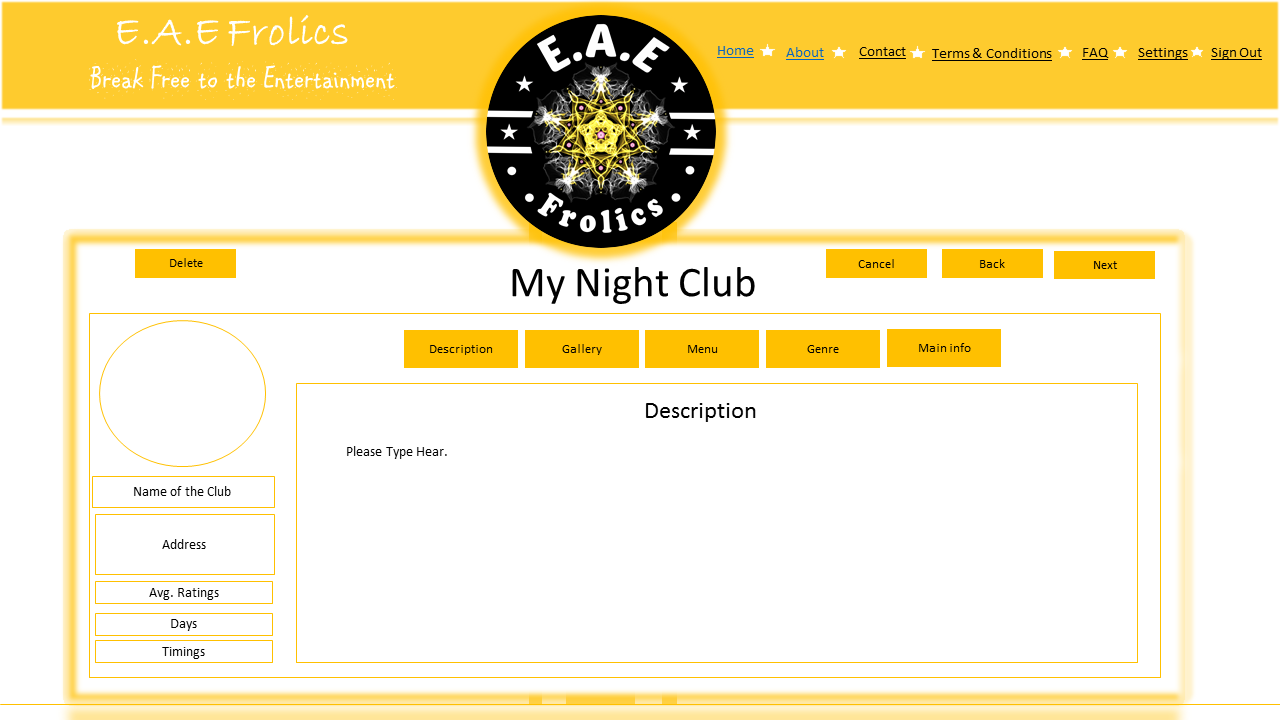 E.A.E Frolics
Break Free to the Entertainment
E.A.E
Frolics
Home
About
Contact
Terms & Conditions
FAQ
Settings
Sign Out
Delete
My Night Club
Cancel
Back
Next
Description
Gallery
Menu
Genre
Main info
Description
Please Type Hear.
Name of the Club
Address
Avg. Ratings
Days
Timings